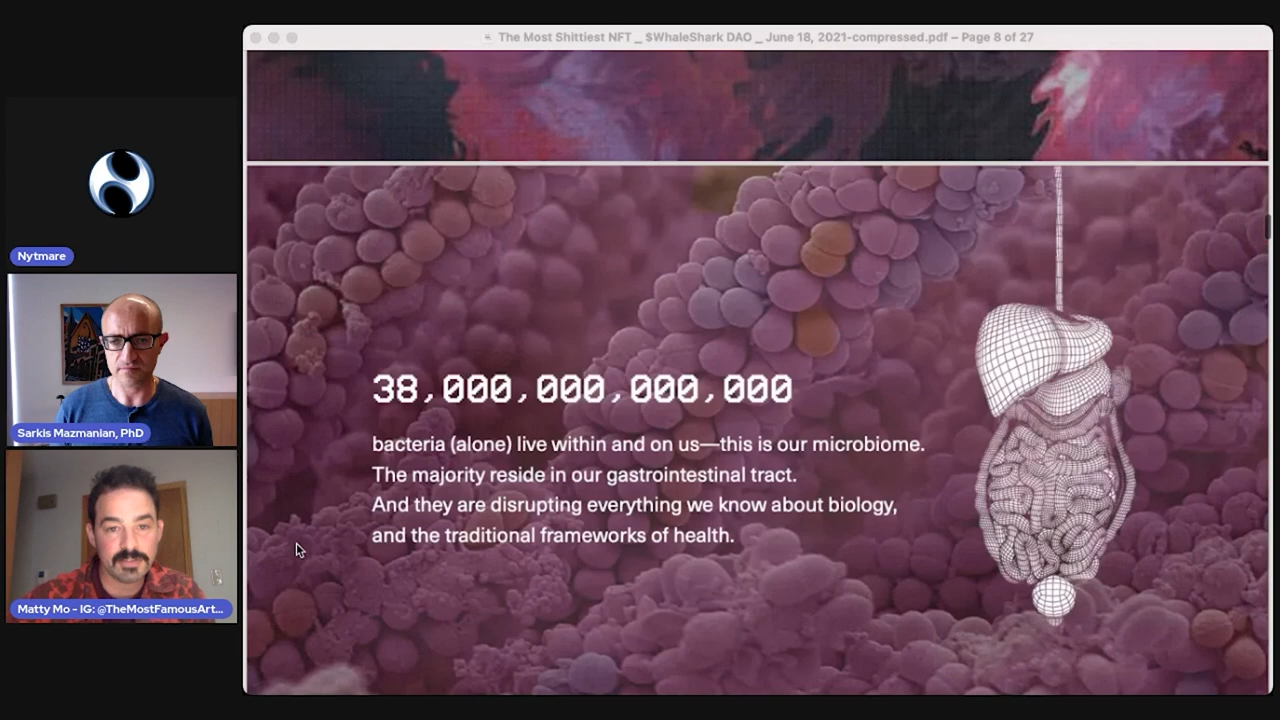 The Most Shittiest NFT _ $WhaleShark DAO _ June 18, 2021-compressed.pdf – Page 8 of 27
Nytmare
Sarkis Mazmanian, PhD
Matty Mo - IG: @TheMostFamousArt...
38,000,000,000,000
bacteria (alone) live within and on us—this is our microbiome.
The majority reside in our gastrointestinal tract.
And they are disrupting everything we know about biology,
and the traditional frameworks of health.